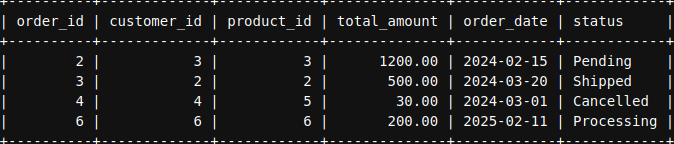 +----------+-------------+------------+--------------+------------+------------+
| order_id | customer_id | product_id | total_amount | order_date | status     |
+----------+-------------+------------+--------------+------------+------------+
|        2 |           3 |          3 |      1200.00 | 2024-02-15 | Pending    |
|        3 |           2 |          2 |       500.00 | 2024-03-20 | Shipped    |
|        4 |           4 |          5 |        30.00 | 2024-03-01 | Cancelled  |
|        6 |           6 |          6 |       200.00 | 2025-02-11 | Processing |
+----------+-------------+------------+--------------+------------+------------+